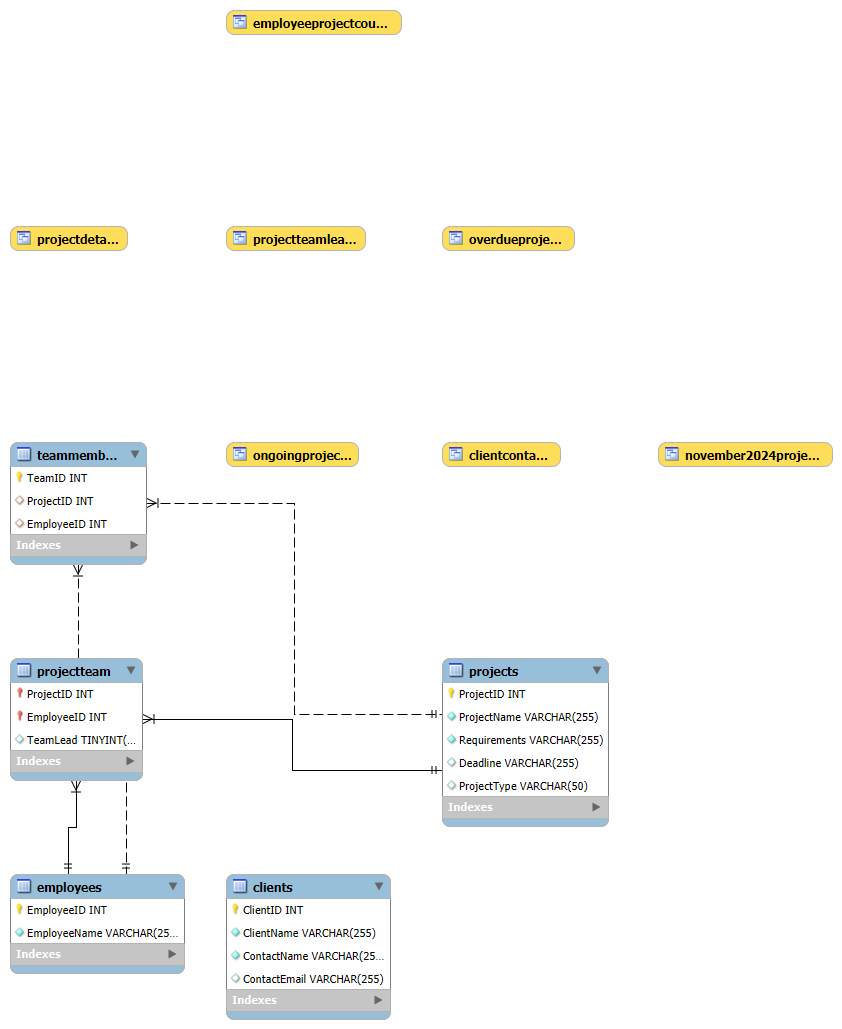 employeeprojectcou...
projectdeta...
projectteamlea...
overdueproje...
teammemb...
TeamID INT
ProjectID INT
EmployeeID INT
Indexes
ongoingprojec...
clientconta...
november2024proje...
projectteam
ProjectID INT
EmployeeID INT
TeamLead TINYINT(...
Indexes
projects
ProjectID INT
ProjectName VARCHAR(255)
Requirements VARCHAR(255)
Deadline VARCHAR(255)
ProjectType VARCHAR(50)
Indexes
employees
EmployeeID INT
EmployeeName VARCHAR(25...
Indexes
clients
ClientID INT
ClientName VARCHAR(255)
ContactName VARCHAR(25...
ContactEmail VARCHAR(255)
Indexes